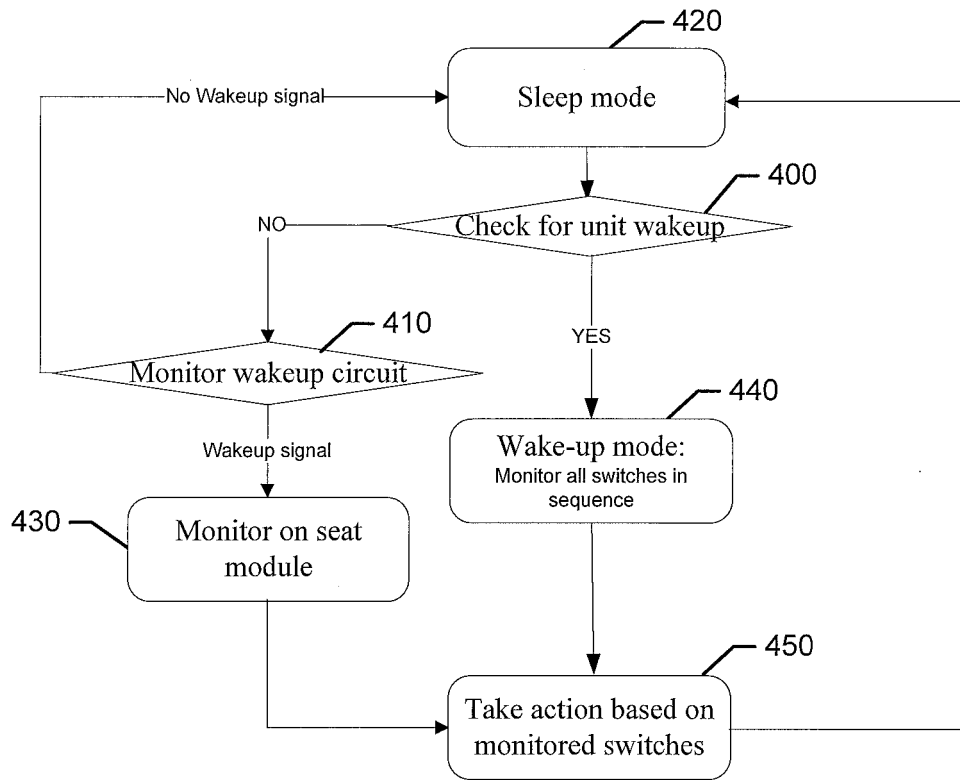 420
No Wakeup signal
Sleep mode
400
NO
Check for unit wakeup
410
YES
Monitor wakeup circuit
440
Wakeup signal
Wake-up mode:
Monitor all switches in
sequence
430
Monitor on seat
module
450
Take action based on
monitored switches